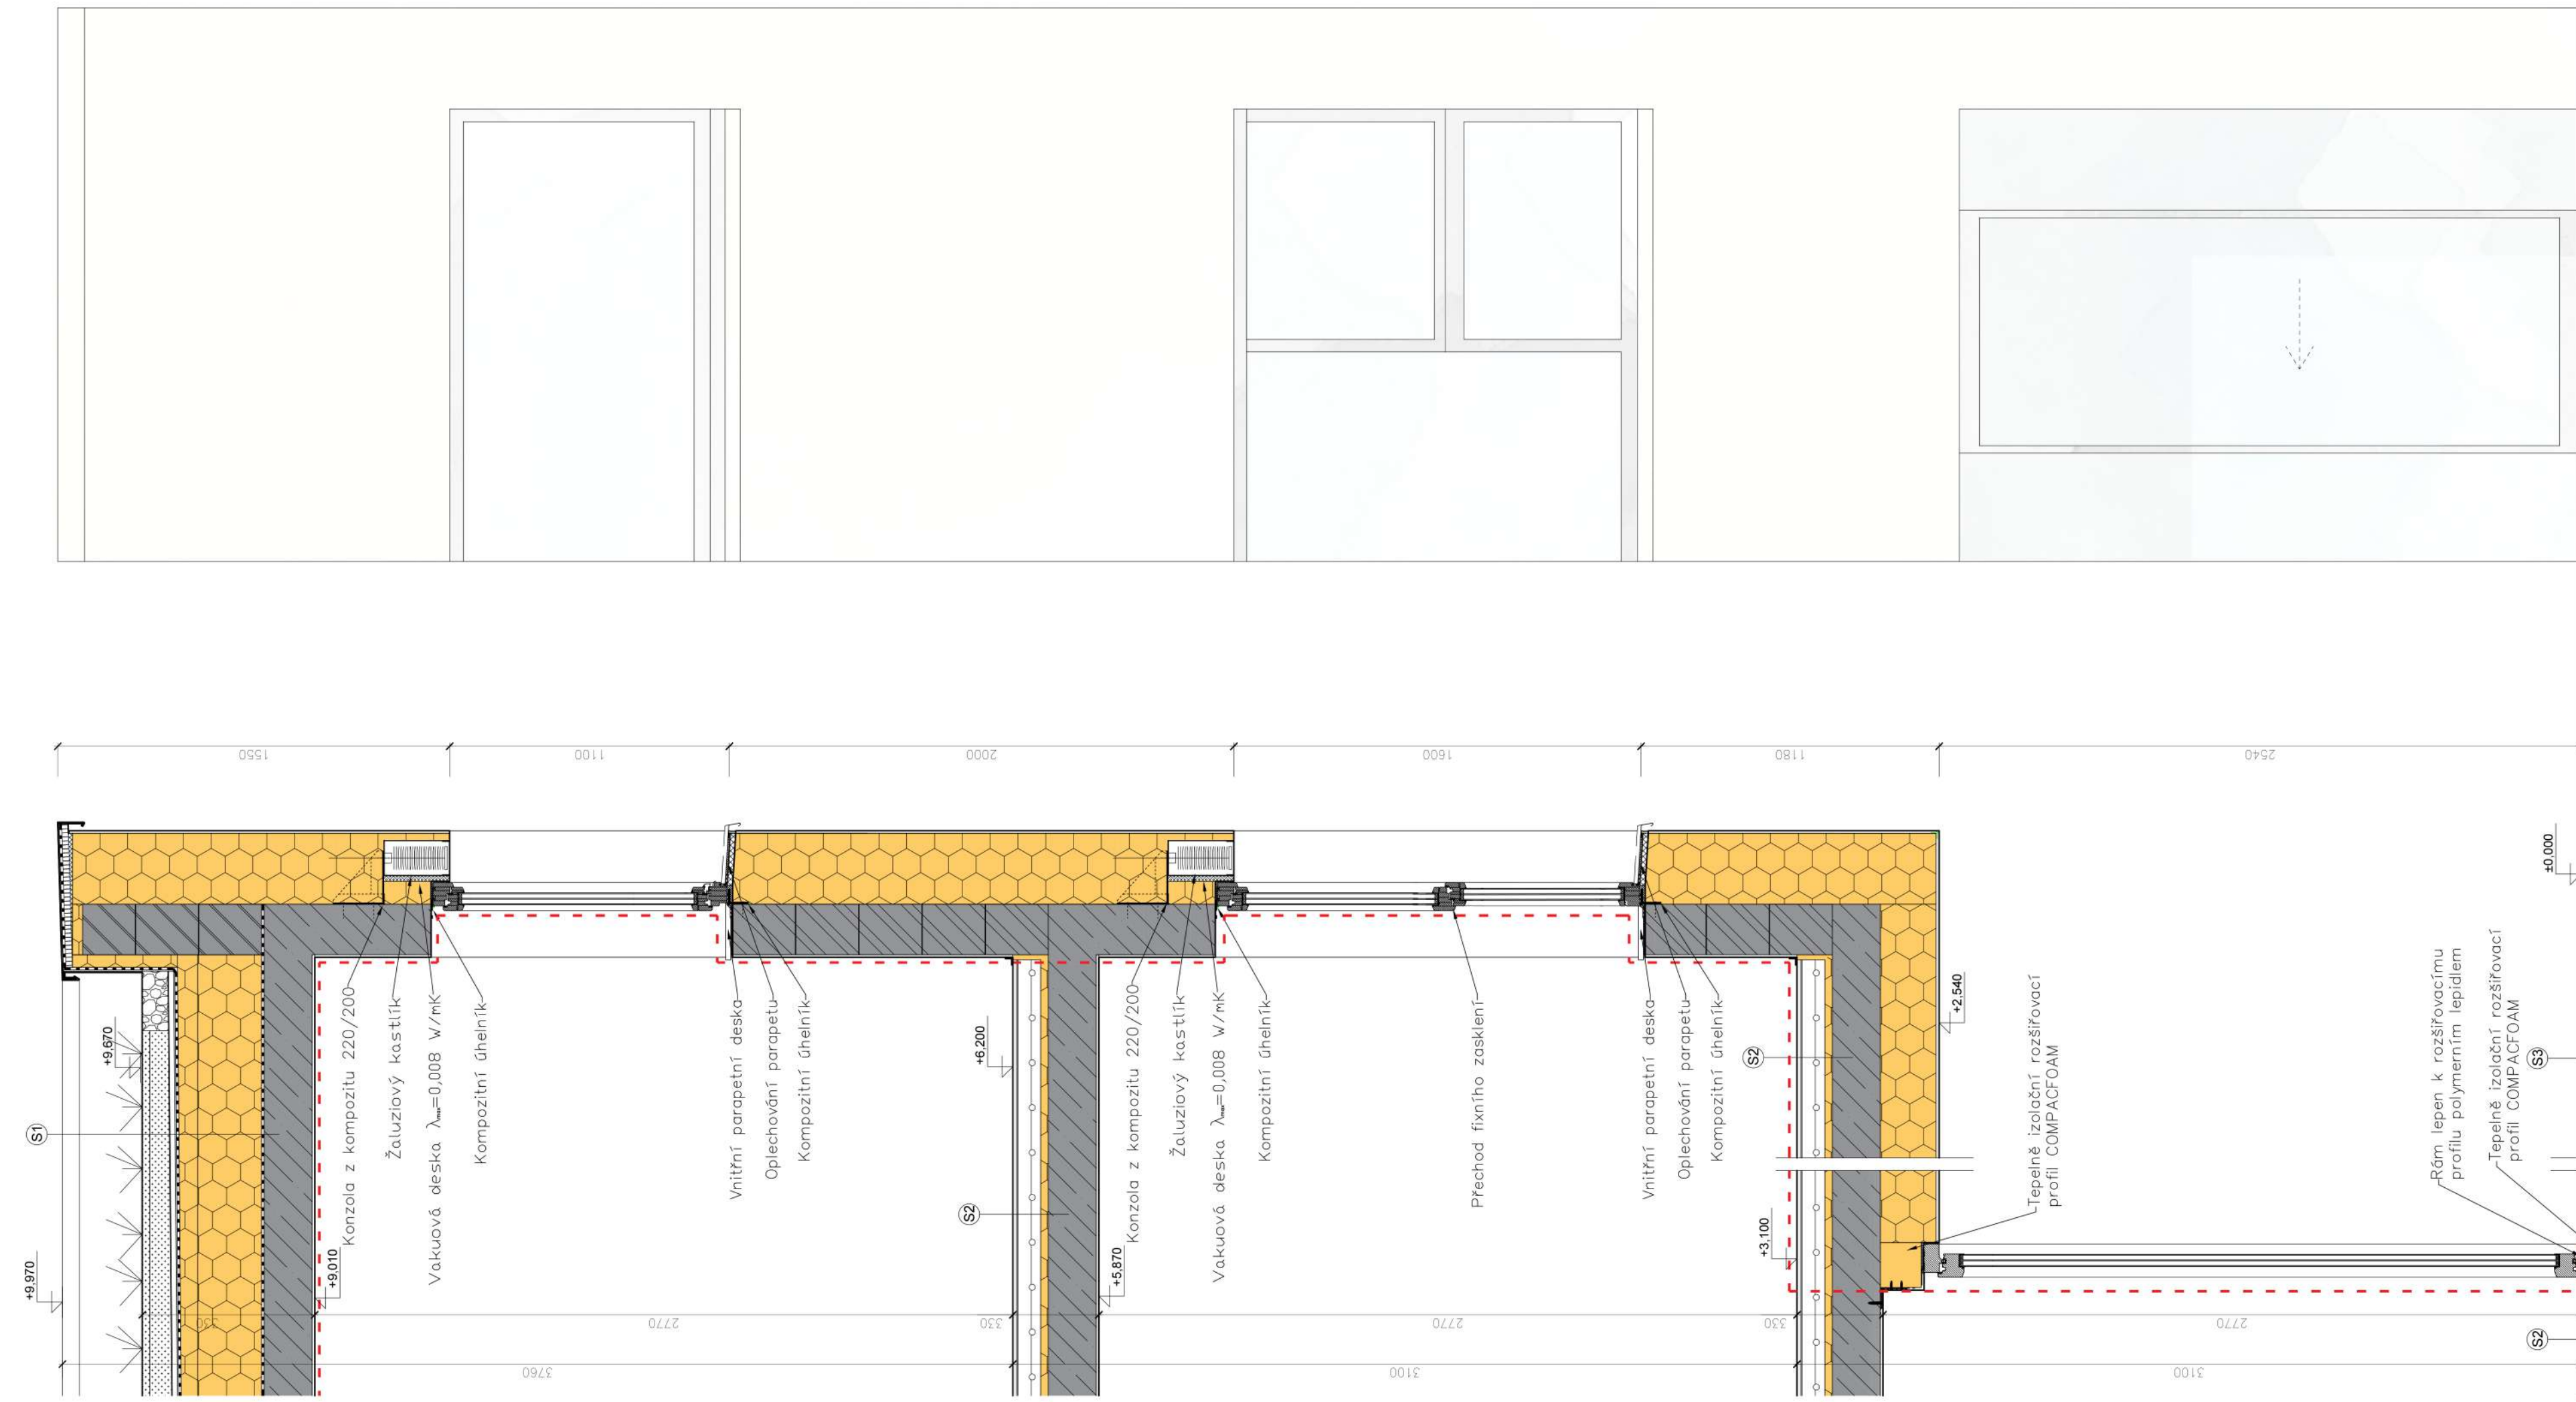 1550
1100
2000
1600
1180
2540
±0,000
S1
+9,970
+9,670
+9,010
Konzola z kompozitu 220/200
Žaluziový kastlík
Vakuová deska λmax=0,008 W/mK
Kompozitní úhelník
Vnitřní parapetní deska
Oplechování parapetu
Kompozitní úhelník
S2
+6,200
+5,870
Konzola z kompozitu 220/200
Žaluziový kastlík
Vakuová deska λmax=0,008 W/mK
Kompozitní úhelník
Přechod fixního zasklení
Vnitřní parapetní deska
Oplechování parapetu
Kompozitní úhelník
S2
+3,100
+2,540
Tepelně izolační rozšiřovací
profil COMPACFOAM
Rám lepen k rozšiřovacímu
profilu polymerním lepidlem
Tepelně izolační rozšiřovací
profil COMPACFOAM
S3
S2
330
2770
330
2770
330
2770
3760
3100
3100